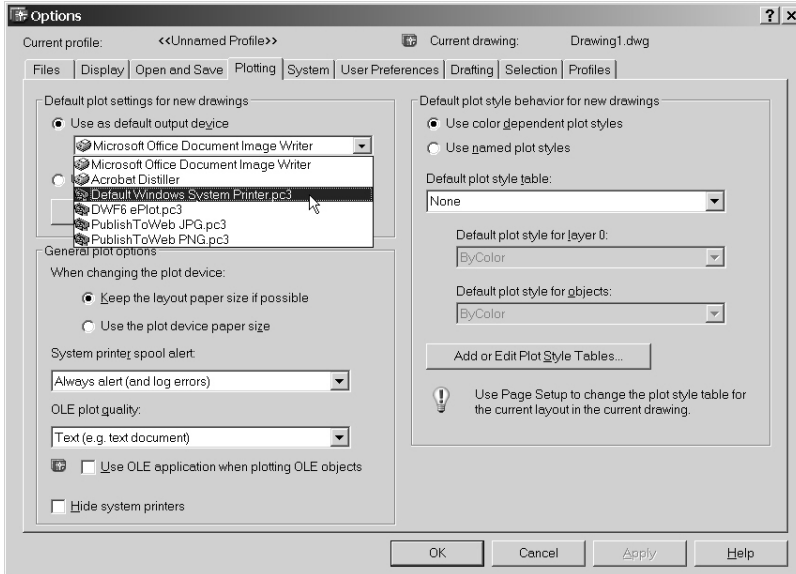 Options
Current profile: <<Unnamed Profile>> Current drawing: Drawing1.dwg
Files Display Open and Save Plotting System User Preferences Drafting Selection Profiles
Default plot settings for new drawings
Use as default output device
Microsoft Office Document Image Writer
Microsoft Office Document Image Writer
Acrobat Distiller
Default Windows System Printer.pc3
DWF6 ePlot.pc3
PublishToWeb JPG.pc3
PublishToWeb PNG.pc3
General plot options
When changing the plot device:
Keep the layout paper size if possible
Use the plot device paper size
System printer spool alert:
Always alert (and log errors)
OLE plot quality:
Text (e.g. text document)
Use OLE application when plotting OLE objects
Hide system printers
Default plot style behavior for new drawings
Use color dependent plot styles
Use named plot styles
Default plot style table:
None
Default plot style for layer 0:
ByColor
Default plot style for objects:
ByColor
Add or Edit Plot Style Tables...
Use Page Setup to change the plot style table for
the current layout in the current drawing.
OK Cancel Apply Help